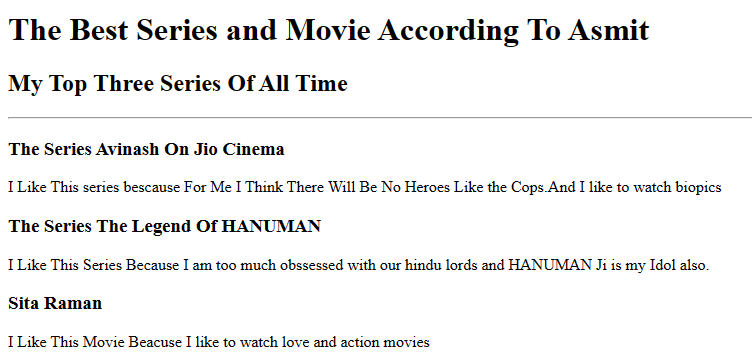 The Best Series and Movie According To Asmit
My Top Three Series Of All Time
The Series Avinash On Jio Cinema
I Like This series bescause For Me I Think There Will Be No Heroes Like the Cops.And I like to watch biopics
The Series The Legend Of HANUMAN
I Like This Series Because I am too much obssessed with our hindu lords and HANUMAN Ji is my Idol also.
Sita Raman
I Like This Movie Beacuse I like to watch love and action movies